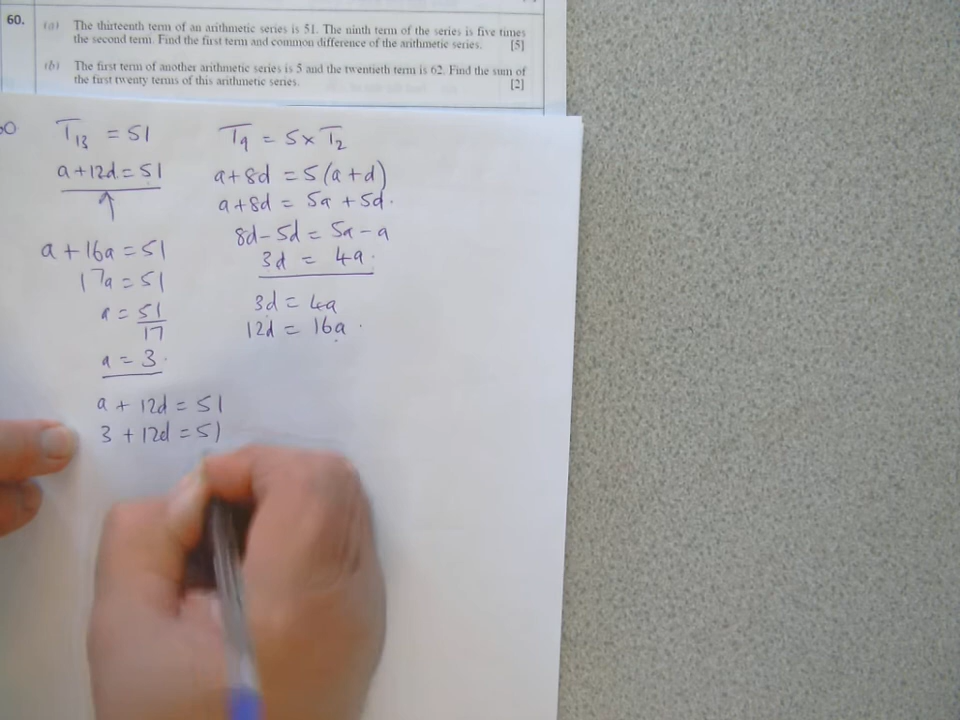 60.
(a) The thirteenth term of an arithmetic series is 51. The ninth term of the series is five times
the second term. Find the first term and common difference of the arithmetic series. [5]
(b) The first term of another arithmetic series is 5 and the twentieth term is 62. Find the sum of
the first twenty terms of this arithmetic series. [2]
T13 = 51
a+12d = 51
a + 16a = 51
17a = 51
a = 51/17
a = 3
a + 12d = 51
3 + 12d = 51
T9 = 5 x T2
a+8d = 5(a+d)
a+8d = 5a + 5d.
8d - 5d = 5a - a
3d = 4a.
3d = 4a
12d = 16a.